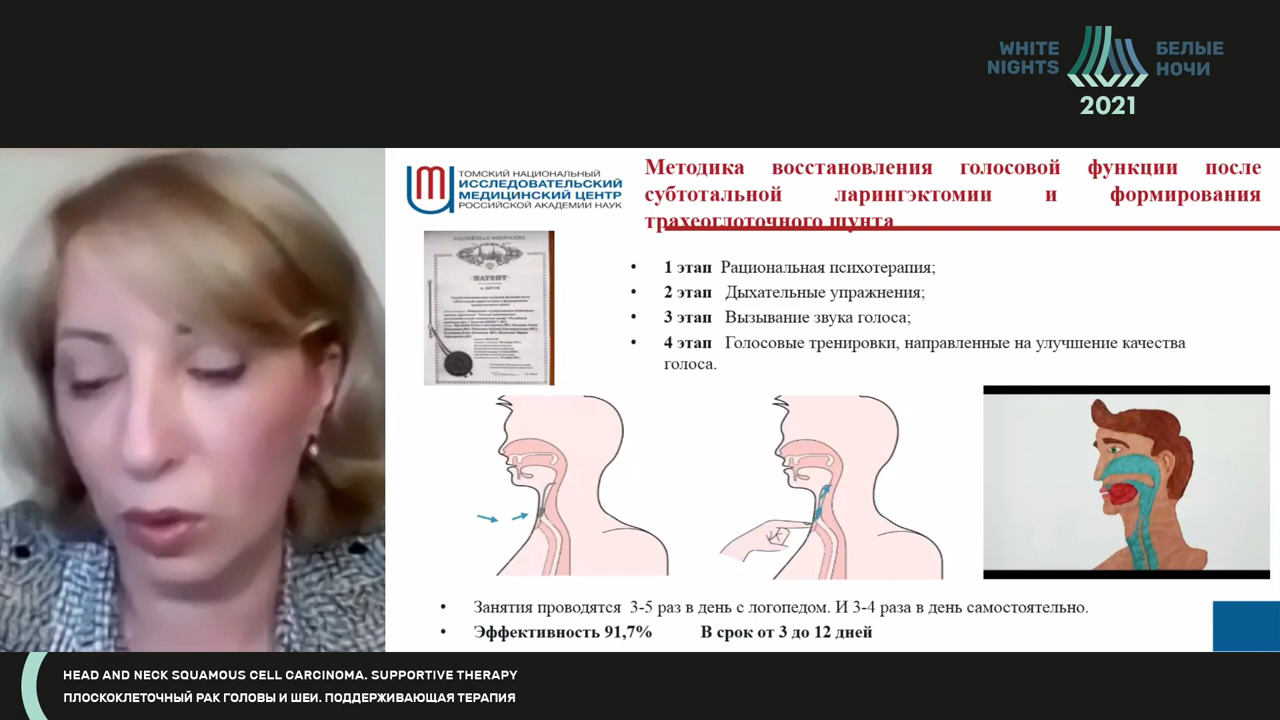 WHITE NIGHTS
БЕЛЫЕ НОЧИ
2021
ТОМСКИЙ НАЦИОНАЛЬНЫЙ
ИССЛЕДОВАТЕЛЬСКИЙ
МЕДИЦИНСКИЙ ЦЕНТР
РОССИЙСКОЙ АКАДЕМИИ НАУК
Методика восстановления голосовой функции после
субтотальной ларингэктомии и формирования
трахеоглоточного шунта
РОССИЙСКАЯ ФЕДЕРАЦИЯ
ПАТЕНТ
• 1 этап Рациональная психотерапия;
• 2 этап Дыхательные упражнения;
• 3 этап Вызывание звука голоса;
• 4 этап Голосовые тренировки, направленные на улучшение качества
голоса.
• Занятия проводятся 3-5 раз в день с логопедом. И 3-4 раза в день самостоятельно.
• Эффективность 91,7% В срок от 3 до 12 дней
HEAD AND NECK SQUAMOUS CELL CARCINOMA. SUPPORTIVE THERAPY
ПЛОСКОКЛЕТОЧНЫЙ РАК ГОЛОВЫ И ШЕИ. ПОДДЕРЖИВАЮЩАЯ ТЕРАПИЯ